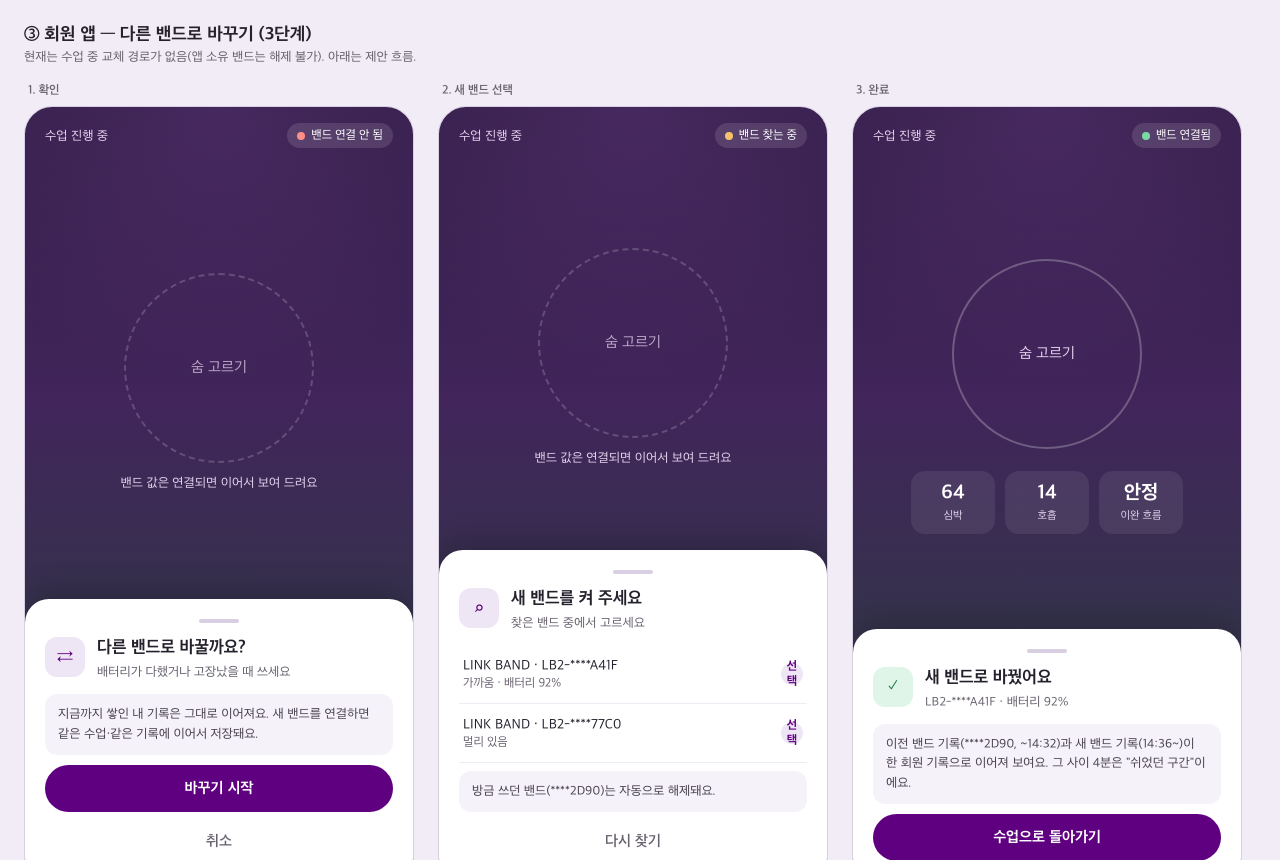 ③ 회원 앱 — 다른 밴드로 바꾸기 (3단계)
현재는 수업 중 교체 경로가 없음(앱 소유 밴드는 해제 불가). 아래는 제안 흐름.
1. 확인
수업 진행 중
밴드 연결 안 됨
숨 고르기
밴드 값은 연결되면 이어서 보여 드려요
다른 밴드로 바꿀까요?
배터리가 다했거나 고장났을 때 쓰세요
지금까지 쌓인 내 기록은 그대로 이어져요. 새 밴드를 연결하면
같은 수업·같은 기록에 이어서 저장돼요.
바꾸기 시작
취소
2. 새 밴드 선택
수업 진행 중
밴드 찾는 중
숨 고르기
밴드 값은 연결되면 이어서 보여 드려요
새 밴드를 켜 주세요
찾은 밴드 중에서 고르세요
LINK BAND · LB2-****A41F
가까움 · 배터리 92%
선
택
LINK BAND · LB2-****77C0
멀리 있음
선
택
방금 쓰던 밴드(****2D90)는 자동으로 해제돼요.
다시 찾기
3. 완료
수업 진행 중
밴드 연결됨
숨 고르기
64
심박
14
호흡
안정
이완 흐름
새 밴드로 바꿨어요
LB2-****A41F · 배터리 92%
이전 밴드 기록(****2D90, ~14:32)과 새 밴드 기록(14:36~)이
한 회원 기록으로 이어져 보여요. 그 사이 4분은 "쉬었던 구간"이
에요.
수업으로 돌아가기